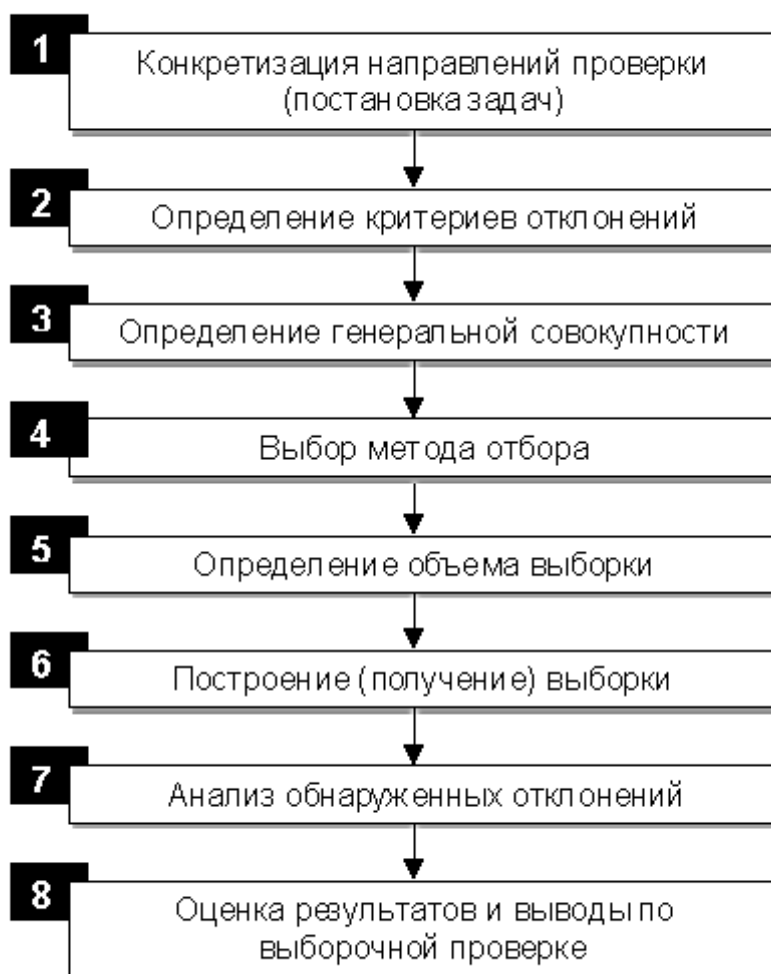 1
Конкретизация направлений проверки
(постановка задач)
2
Определение критериев отклонений
3
Определение генеральной совокупности
4
Выбор метода отбора
5
Определение объема выборки
6
Построение (получение) выборки
7
Анализ обнаруженных отклонений
8
Оценка результатов и выводы по
выборочной проверке